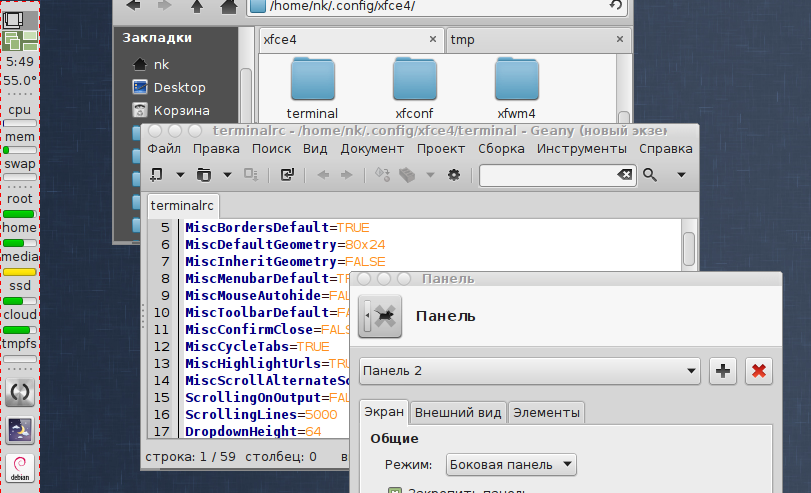 5:49
55.0°
cpu
mem
swap
root
home
media
ssd
cloud
tmpfs
debian
/home/nk/.config/xfce4/
Закладки
nk
Desktop
Корзина
xfce4 × tmp ×
terminal xfconf xfwm4
terminalrc - /home/nk/.config/xfce4/terminal - Geany (новый экзем
Файл Правка Поиск Вид Документ Проект Сборка Инструменты Справка
terminalrc
5 MiscBordersDefault=TRUE
6 MiscDefaultGeometry=80x24
7 MiscInheritGeometry=FALSE
8 MiscMenubarDefault=TR
9 MiscMouseAutohide=FAL
10 MiscToolbarDefault=FA
11 MiscConfirmClose=FALS
12 MiscCycleTabs=TRUE
13 MiscHighlightUrls=TRU
14 MiscScrollAlternateSc
15 ScrollingOnOutput=FAL
16 ScrollingLines=5000
17 DropdownHeight=64
строка: 1 / 59 столбец: 0 в
Панель
Панель
Панель 2
Экран Внешний вид Элементы
Общие
Режим: Боковая панель
Закрепить панель